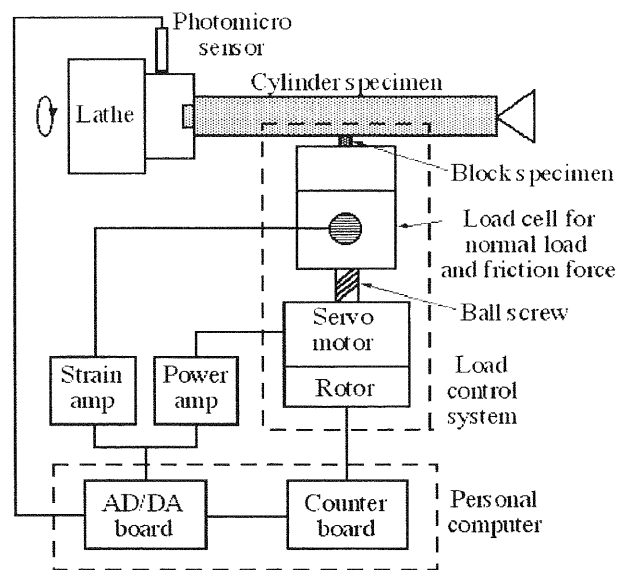 Photomicro
sensor
Cylinder specimen
Lathe
Block specimen
Load cell for
normal load
and friction force
Ball screw
Servo
motor
Rotor
Strain
amp
Power
amp
Load
control
system
AD/DA
board
Counter
board
Personal
computer